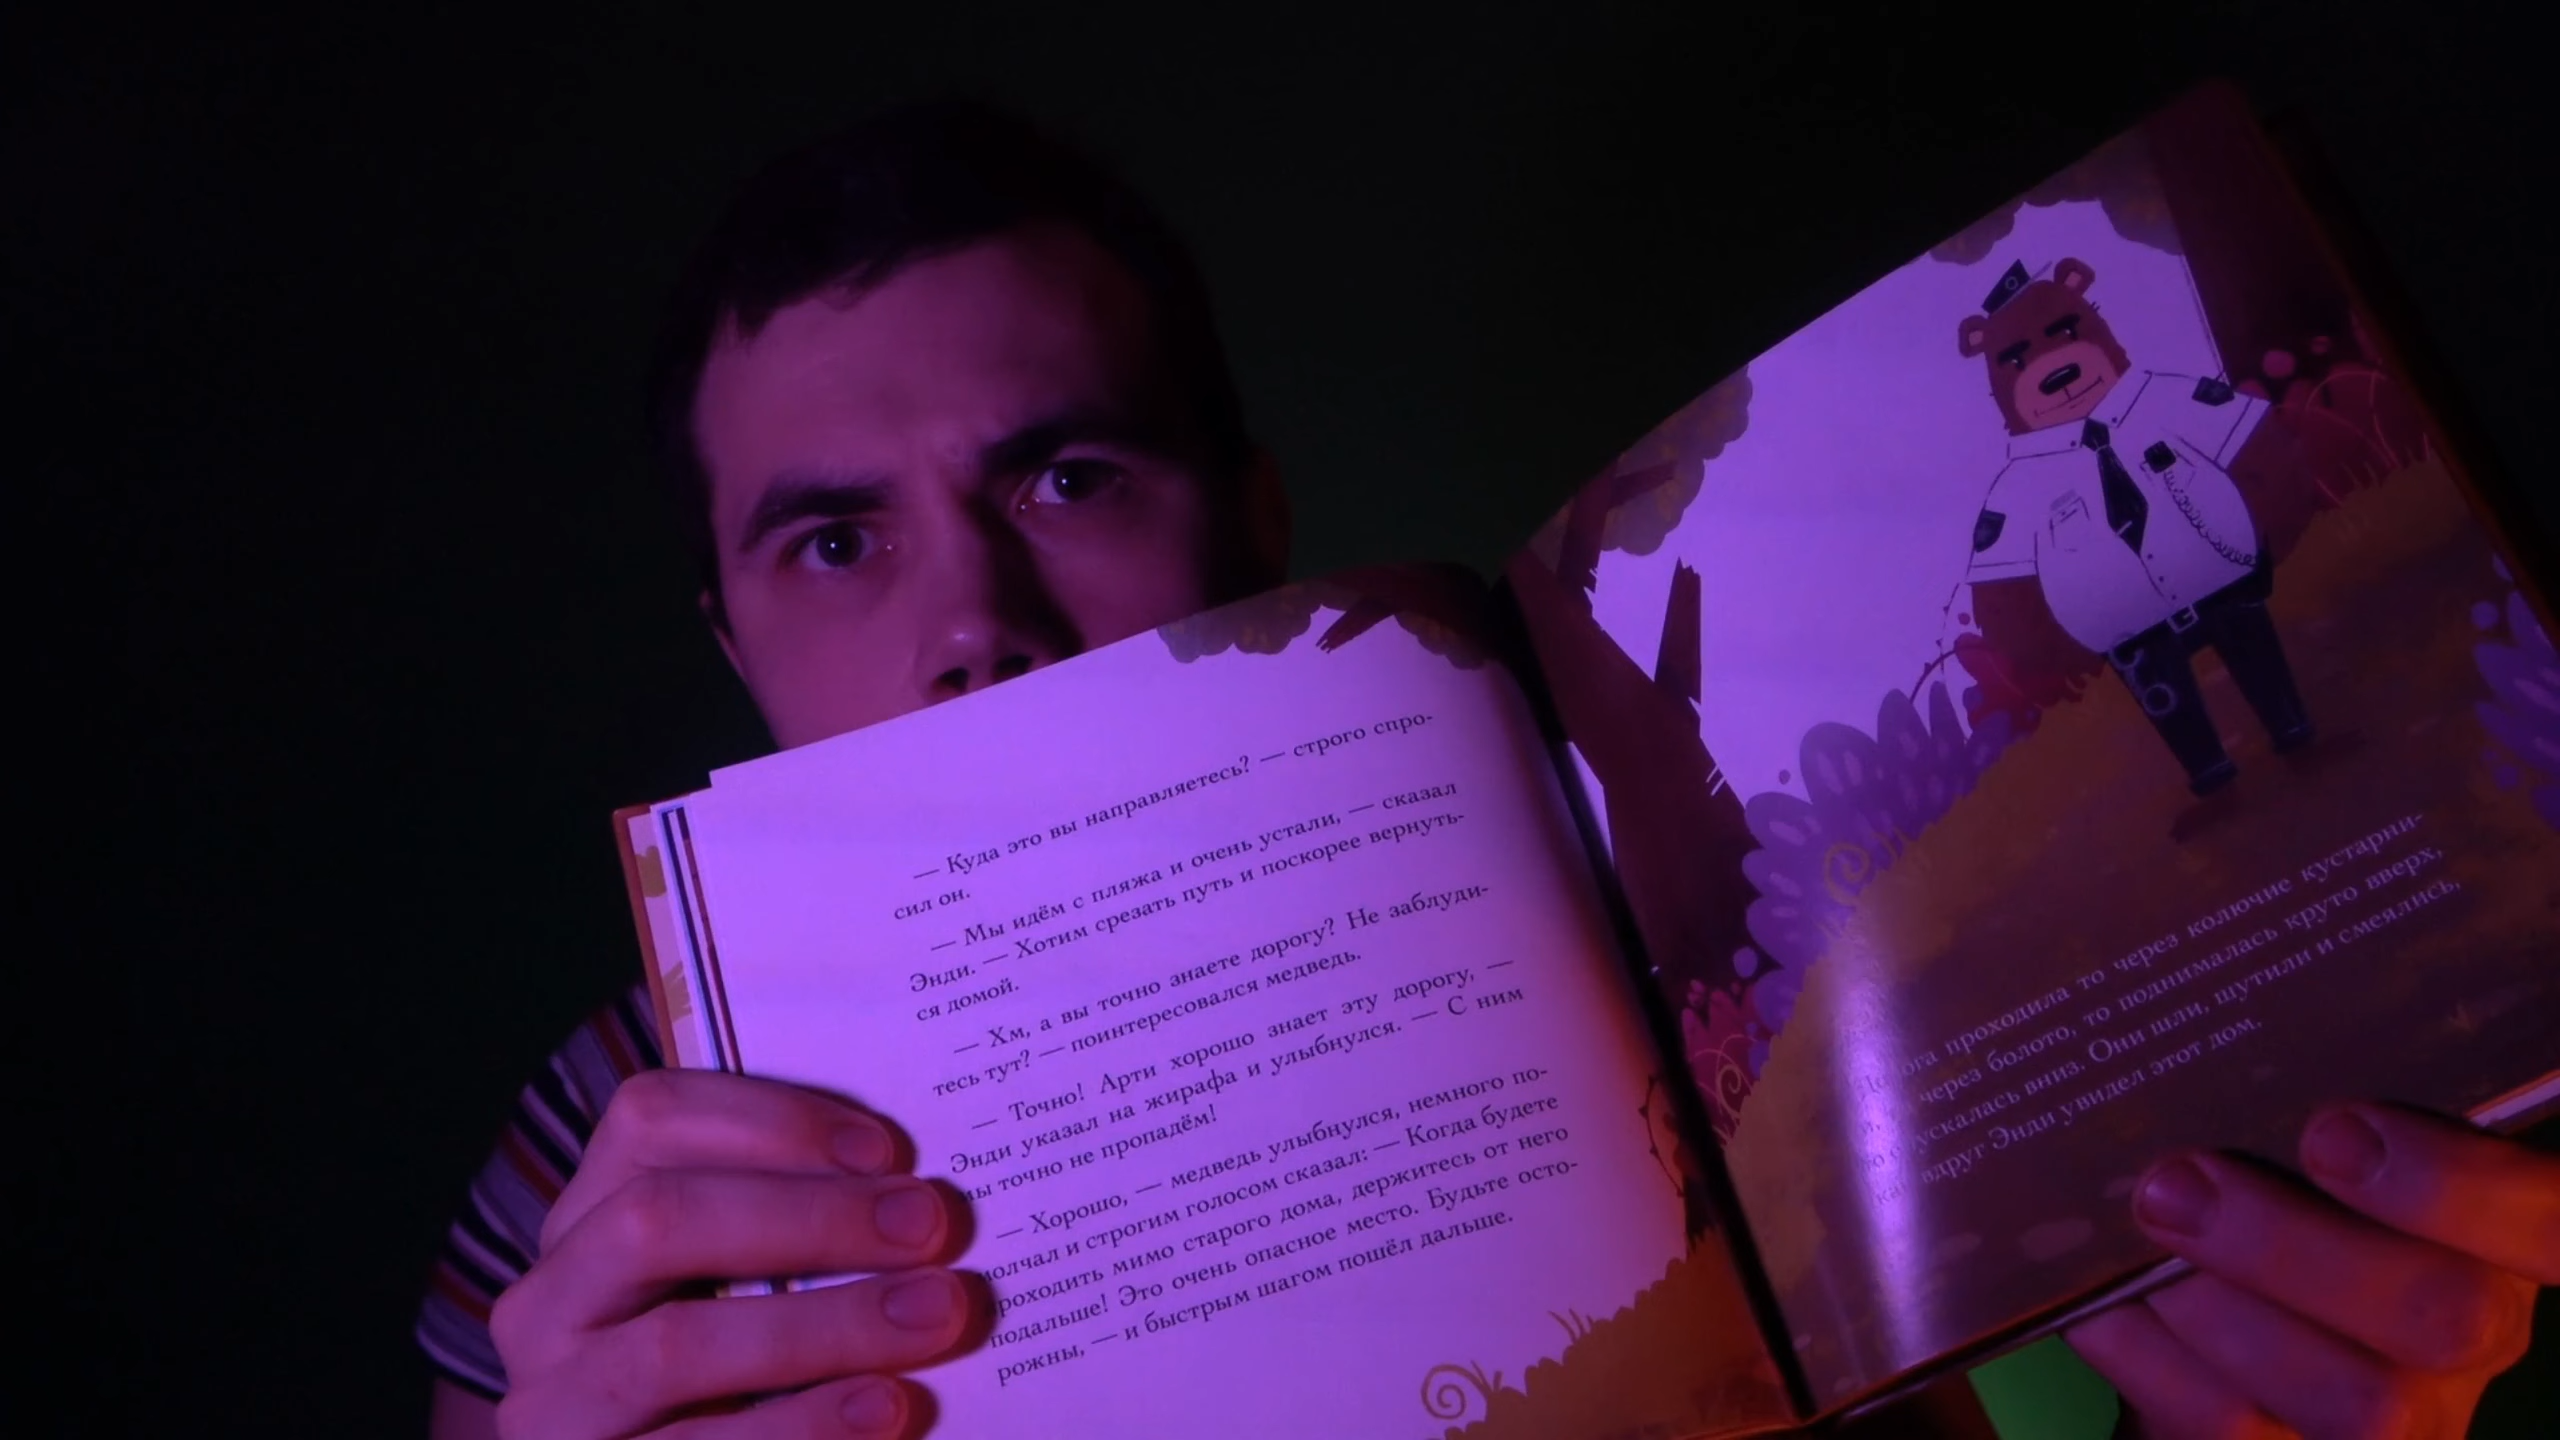 — Куда это вы направляетесь? — строго спро-
сил он.
— Мы идём с пляжа и очень устали, — сказал
Энди. — Хотим срезать путь и поскорее вернуть-
ся домой.
— Хм, а вы точно знаете дорогу? Не заблуди-
тесь тут? — поинтересовался медведь.
— Точно! Арти хорошо знает эту дорогу, —
Энди указал на жирафа и улыбнулся. — С ним
мы точно не пропадём!
— Хорошо, — медведь улыбнулся, немного по-
молчал и строгим голосом сказал: — Когда будете
проходить мимо старого дома, держитесь от него
подальше! Это очень опасное место. Будьте осто-
рожны, — и быстрым шагом пошёл дальше.
Дорога проходила то через колючие кустарни-
через болото, то поднималась круто вверх,
то опускалась вниз. Они шли, шутили и смеялись,
как вдруг Энди увидел этот дом.